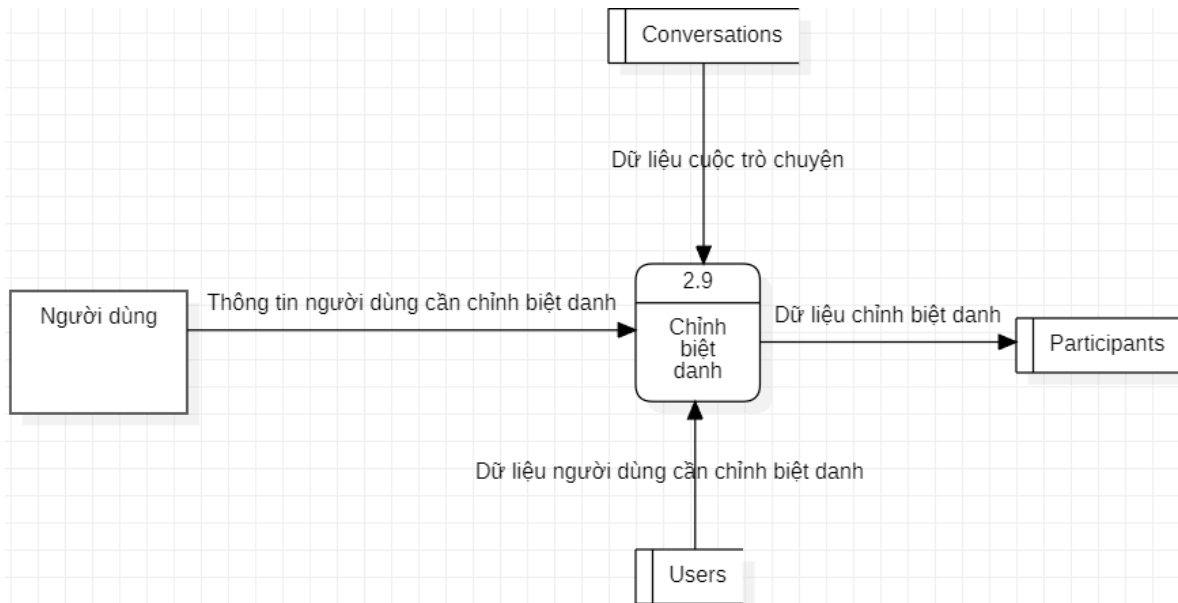 Conversations
Dữ liệu cuộc trò chuyện
2.9
Người dùng
Thông tin người dùng cần chỉnh biệt danh
Chỉnh
biệt
danh
Dữ liệu chỉnh biệt danh
Participants
Dữ liệu người dùng cần chỉnh biệt danh
Users